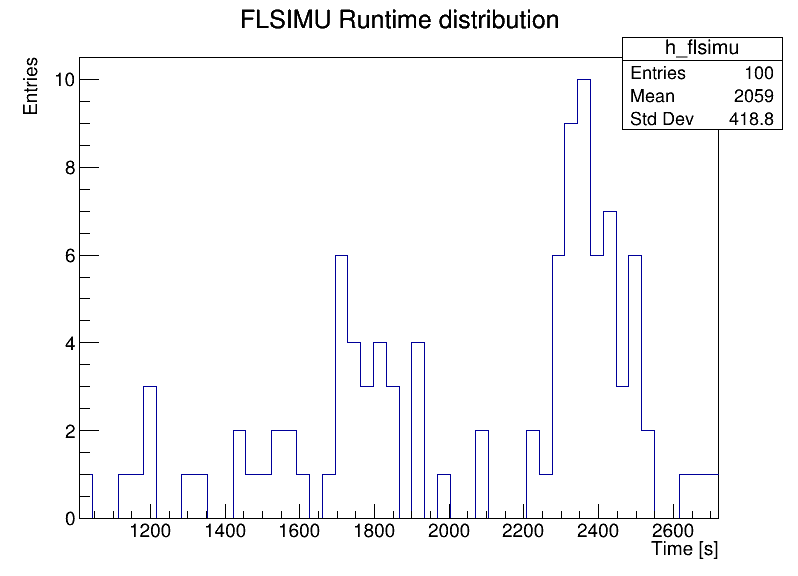 FLSIMU Runtime distribution
h_flsimu
Entries 100
Mean 2059
Std Dev 418.8
Entries
10
8
6
4
2
0
1200 1400 1600 1800 2000 2200 2400 2600
Time [s]